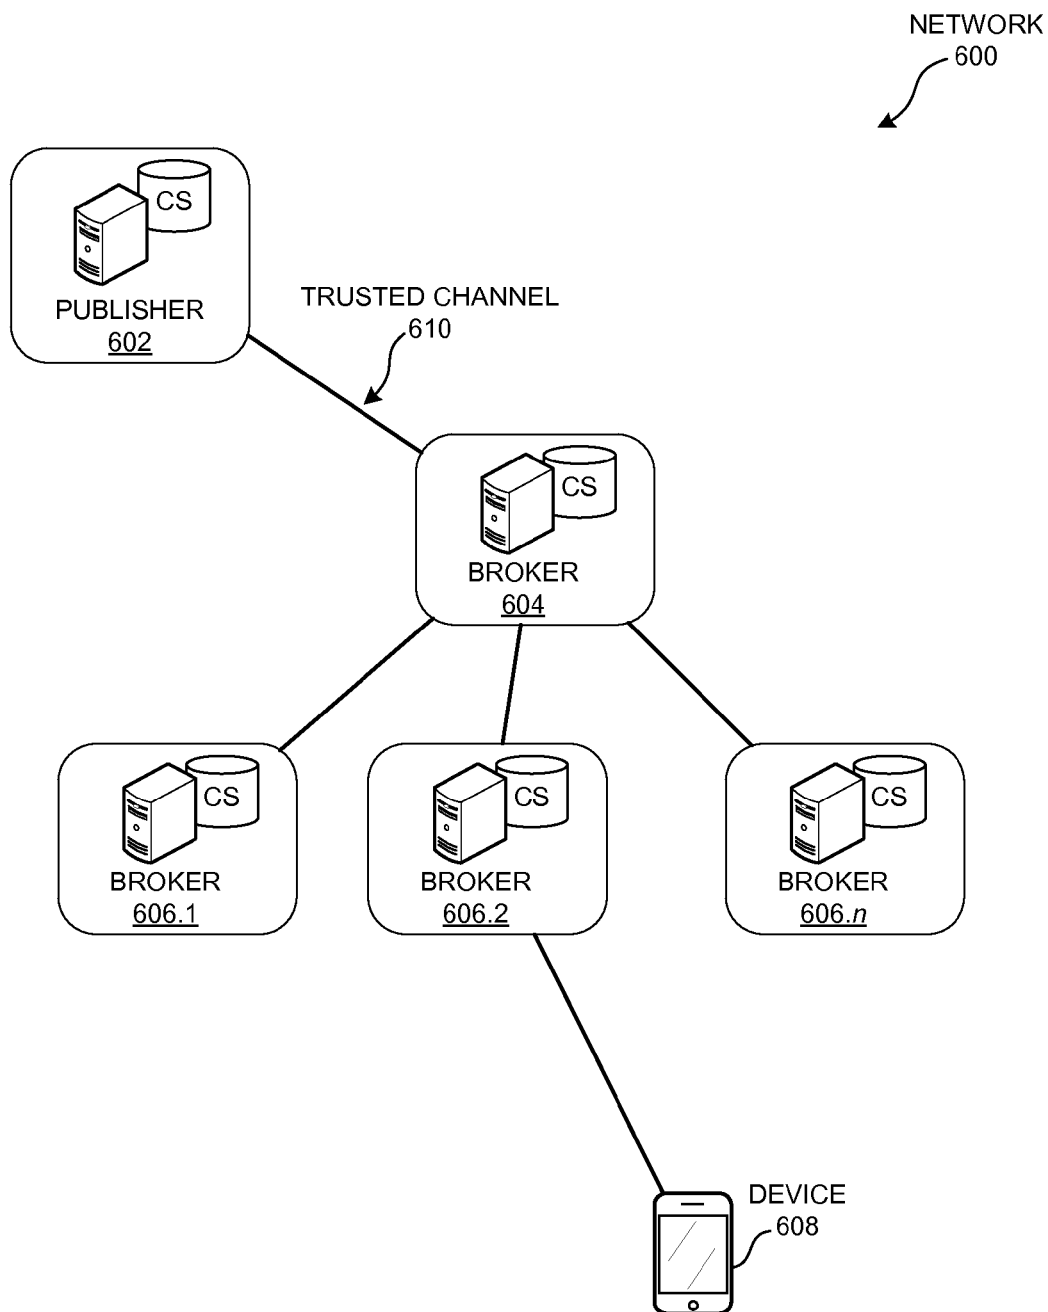 NETWORK
600
CS
PUBLISHER
602
TRUSTED CHANNEL
610
CS
BROKER
604
CS
BROKER
606.1
CS
BROKER
606.2
CS
BROKER
606.n
DEVICE
608